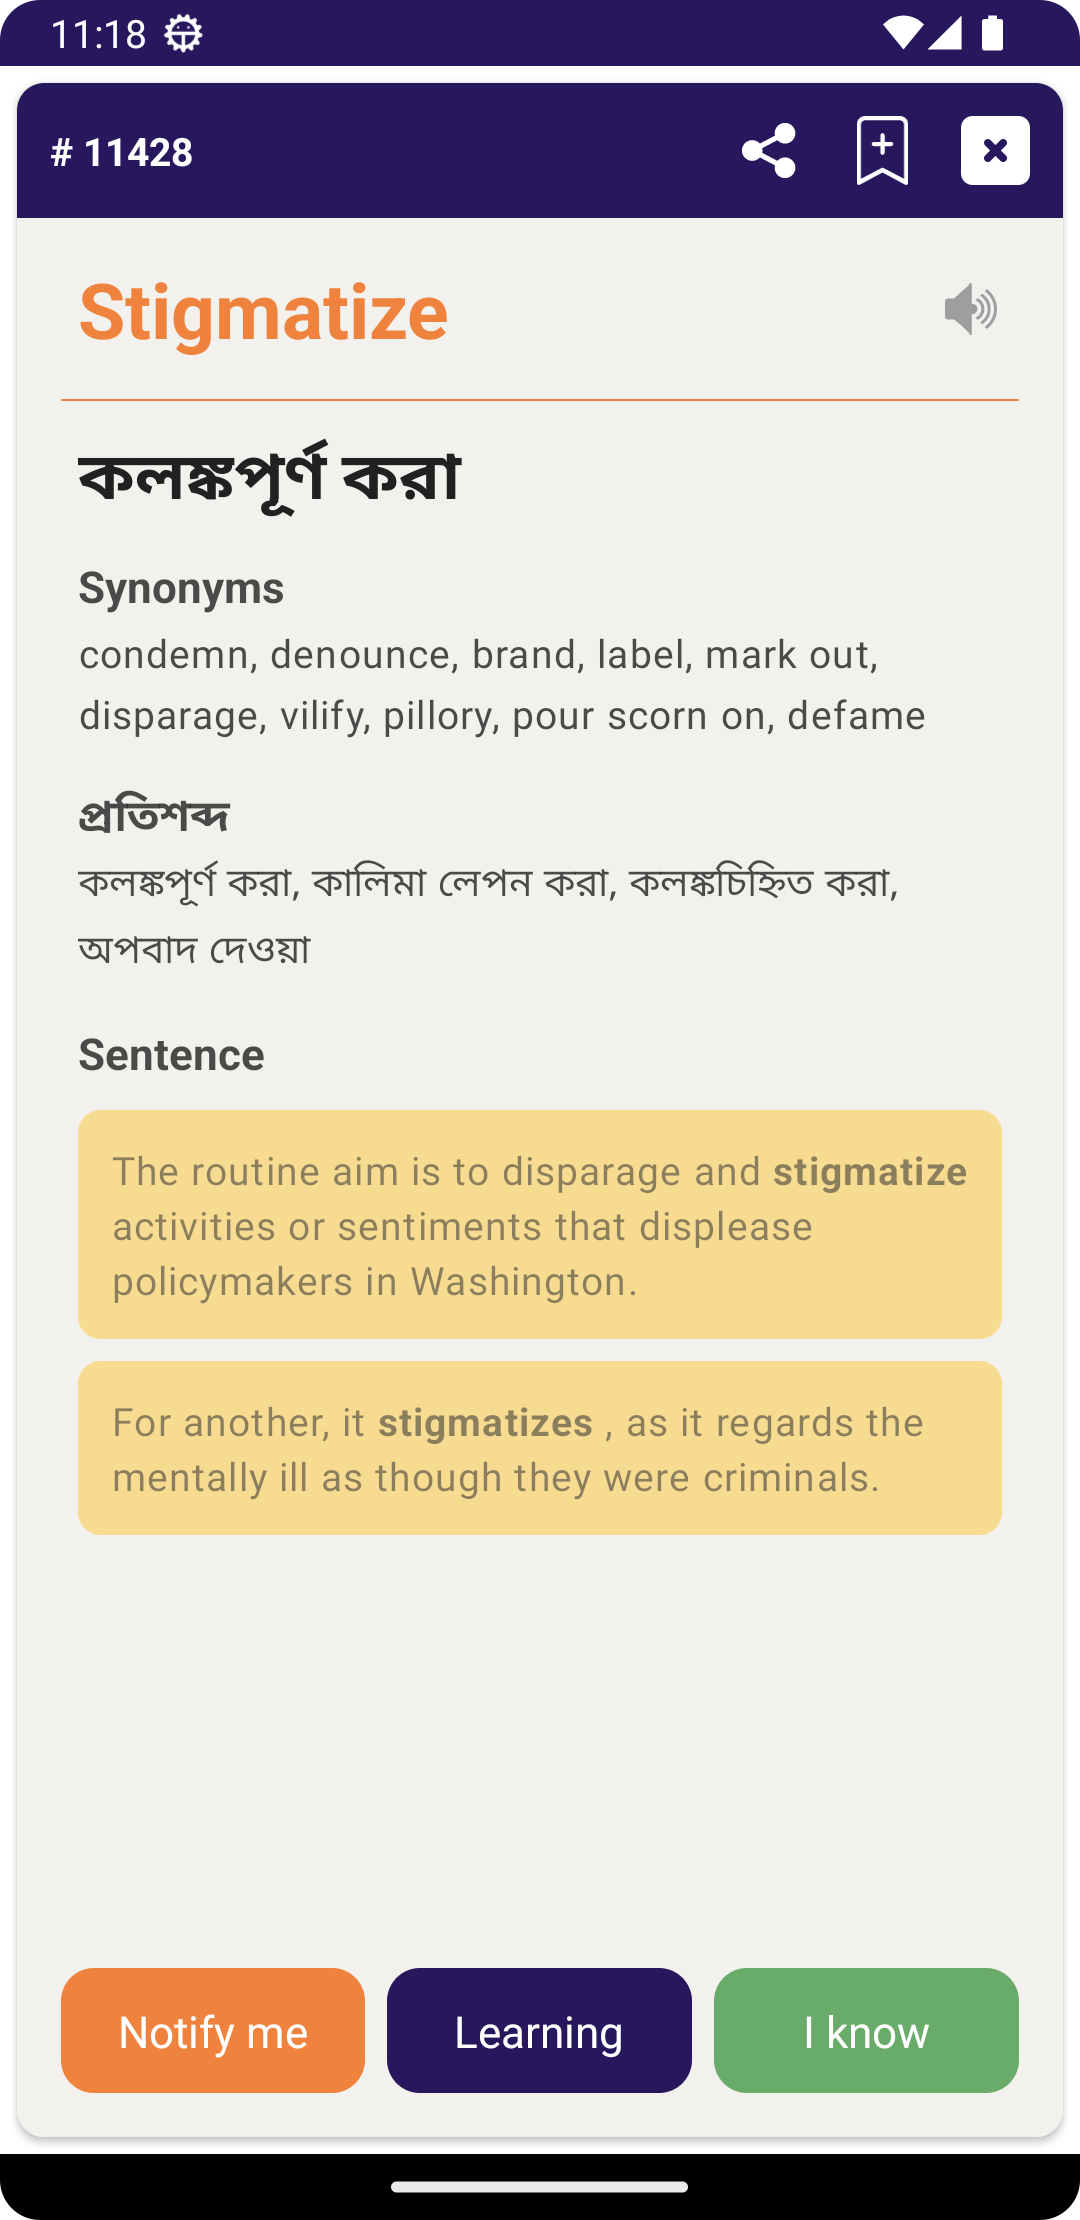 11:18
# 11428
Stigmatize
কলঙ্কপূর্ণ করা
Synonyms
condemn, denounce, brand, label, mark out,
disparage, vilify, pillory, pour scorn on, defame
প্রতিশব্দ
কলঙ্কপূর্ণ করা, কালিমা লেপন করা, কলঙ্কচিহ্নিত করা,
অপবাদ দেওয়া
Sentence
The routine aim is to disparage and stigmatize
activities or sentiments that displease
policymakers in Washington.
For another, it stigmatizes , as it regards the
mentally ill as though they were criminals.
Notify me
Learning
I know